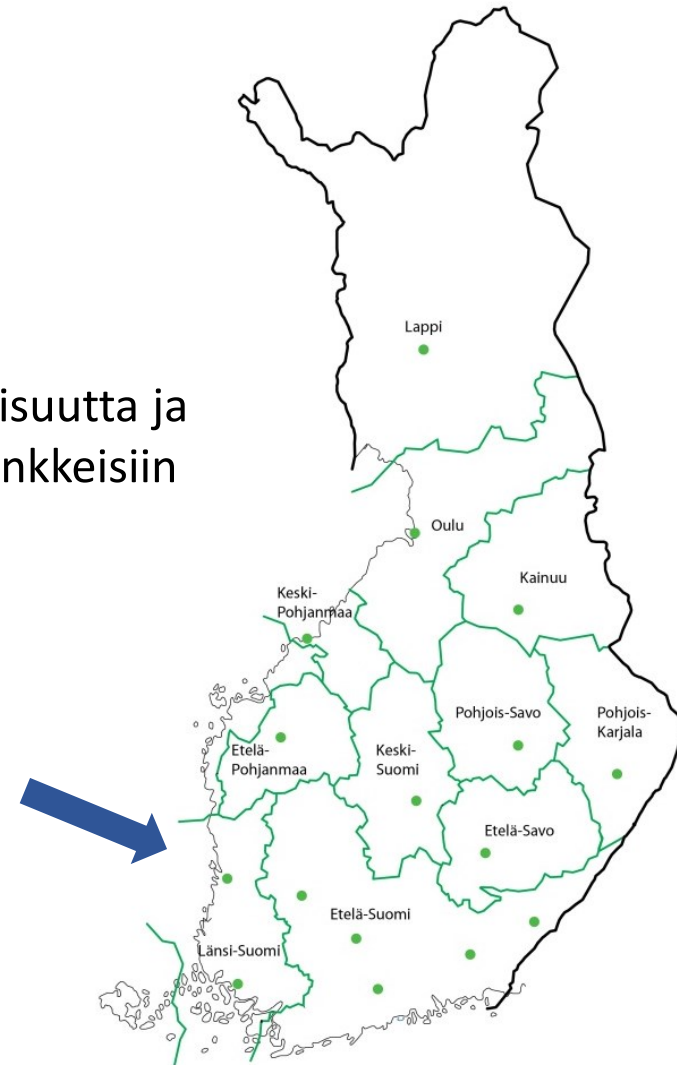 Lappi
isuutta ja
nkkeisiin
Oulu
Kainuu
Keski-
Pohjanmaa
Pohjois-Savo
Pohjois-
Karjala
Etelä-
Pohjanmaa
Keski-
Suomi
Etelä-Savo
Etelä-Suomi
Länsi-Suomi